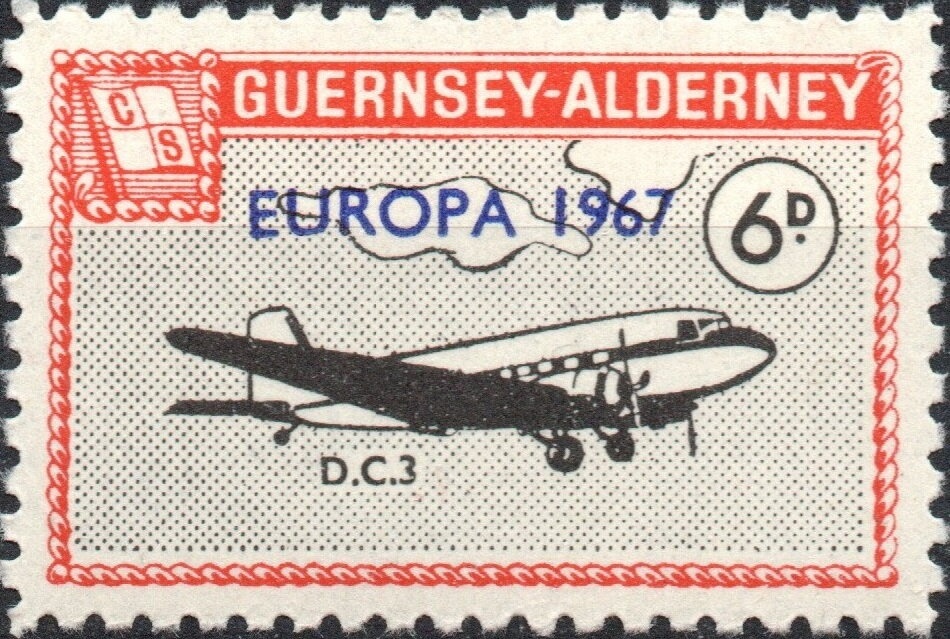 C
S
GUERNSEY-ALDERNEY
EUROPA 1967
6D.
D.C.3